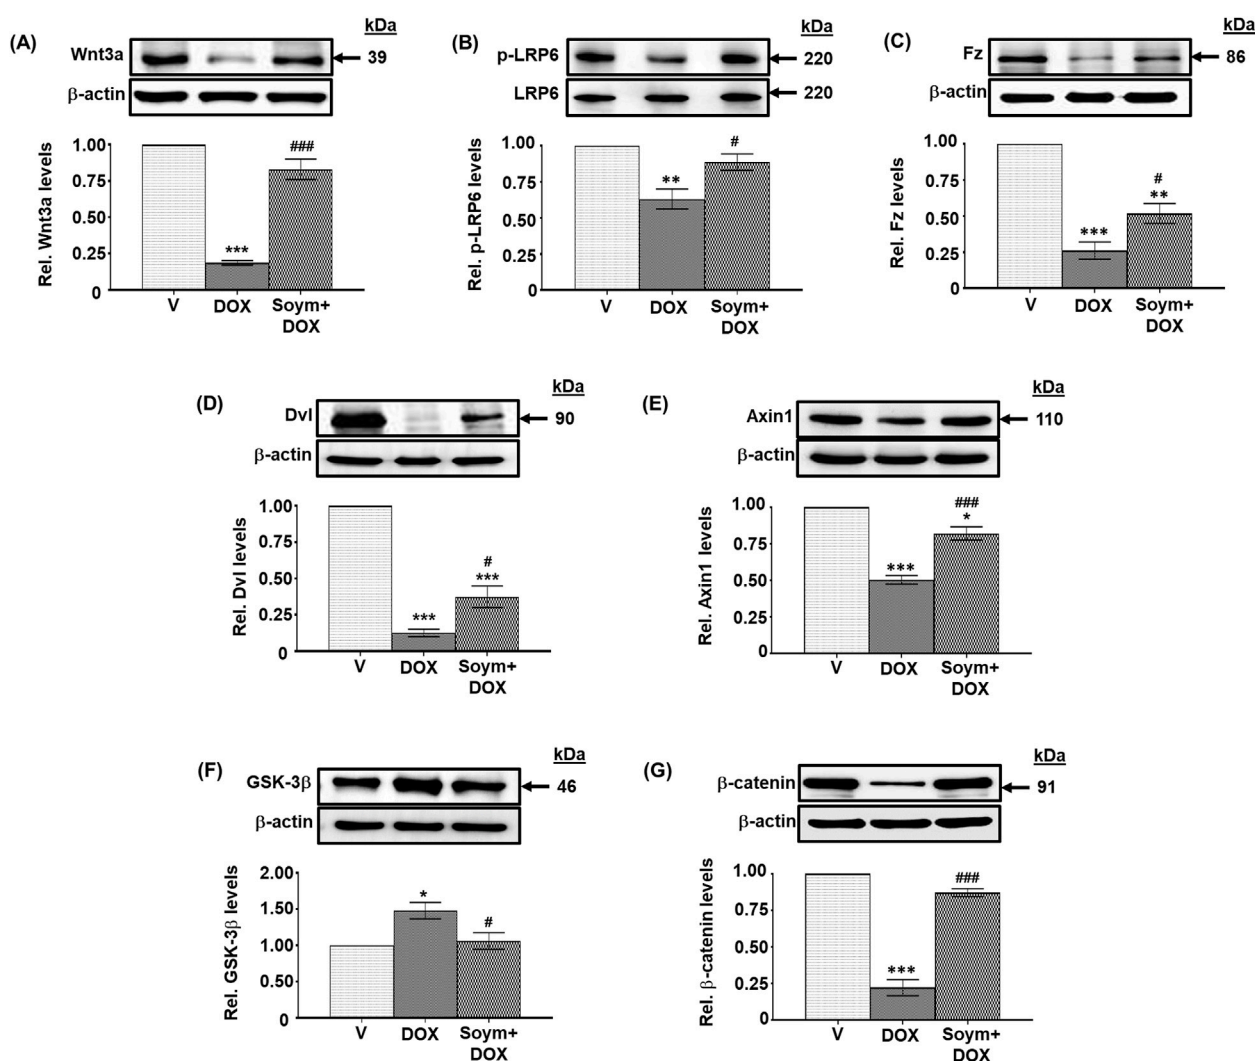 (A)
kDa
Wnt3a
39
β-actin
Rel. Wnt3a levels
1.00
0.75
0.50
0.25
0
***
###
V
DOX
Soym+
DOX
(B)
kDa
p-LRP6
220
LRP6
220
Rel. p-LRP6 levels
1.00
0.75
0.50
0.25
0
**
#
V
DOX
Soym+
DOX
(C)
kDa
Fz
86
β-actin
Rel. Fz levels
1.00
0.75
0.50
0.25
0
***
#
**
V
DOX
Soym+
DOX
(D)
kDa
Dvl
90
β-actin
Rel. Dvl levels
1.00
0.75
0.50
0.25
0
***
#
***
V
DOX
Soym+
DOX
(E)
kDa
Axin1
110
β-actin
Rel. Axin1 levels
1.00
0.75
0.50
0.25
0
***
###
*
V
DOX
Soym+
DOX
(F)
kDa
GSK-3β
46
β-actin
Rel. GSK-3β levels
2.00
1.50
1.00
0.50
0
*
#
V
DOX
Soym+
DOX
(G)
kDa
β-catenin
91
β-actin
Rel. β-catenin levels
1.00
0.75
0.50
0.25
0
***
###
V
DOX
Soym+
DOX